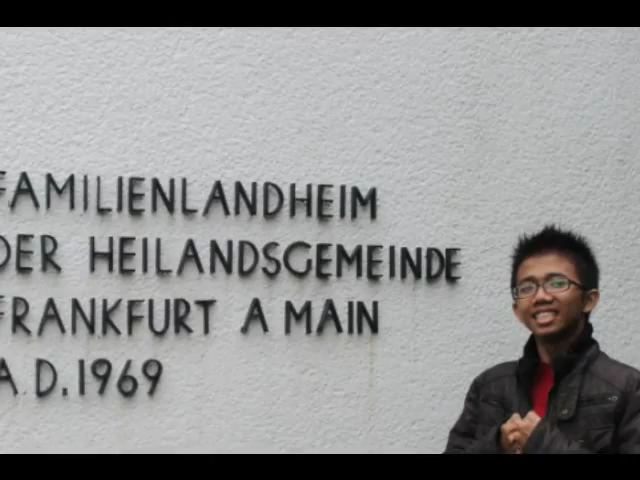 FAMILIENLANDHEIM
DER HEILANDSGEMEINDE
FRANKFURT A MAIN
A.D.1969